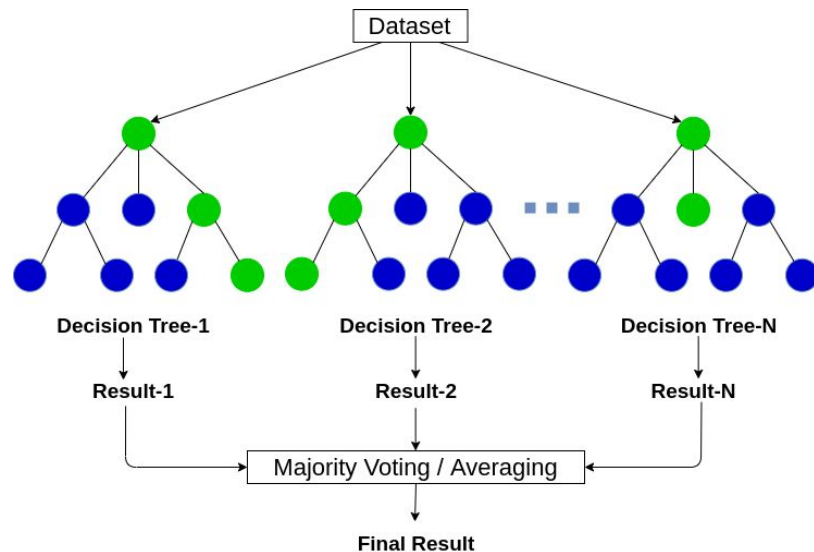 Dataset
Decision Tree-1
Decision Tree-2
Decision Tree-N
Result-1
Result-2
Result-N
Majority Voting / Averaging
Final Result